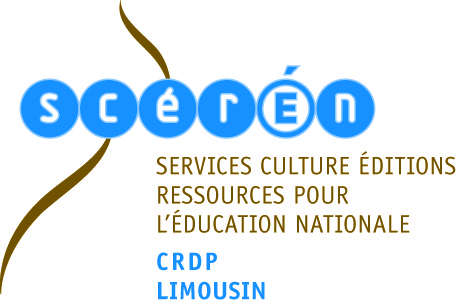 scérÉn
SERVICES CULTURE ÉDITIONS
RESSOURCES POUR
L'ÉDUCATION NATIONALE
CRDP
LIMOUSIN